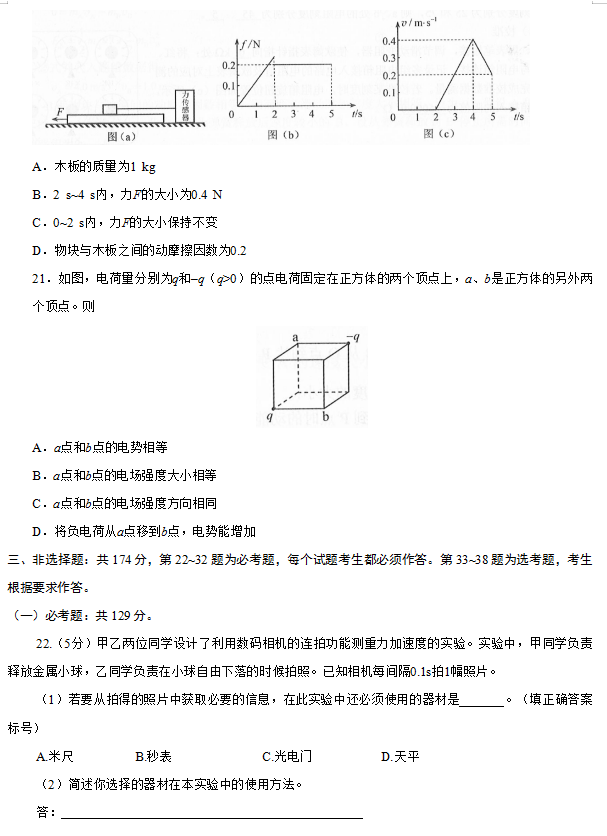 f/N
0.2
0.1
0 1 2 3 4 5 t/s
图(b)
v/m·s⁻¹
0.4
0.3
0.2
0.1
0 1 2 3 4 5 t/s
图(c)
F
力传感器
图(a)
A．木板的质量为1 kg
B．2 s~4 s内，力F的大小为0.4 N
C．0~2 s内，力F的大小保持不变
D．物块与木板之间的动摩擦因数为0.2
21．如图，电荷量分别为q和–q（q>0）的点电荷固定在正方体的两个顶点上，a、b是正方体的另外两
个顶点。则
a
−q
q
b
A．a点和b点的电势相等
B．a点和b点的电场强度大小相等
C．a点和b点的电场强度方向相同
D．将负电荷从a点移到b点，电势能增加
三、非选择题：共 174 分，第 22~32 题为必考题，每个试题考生都必须作答。第 33~38 题为选考题，考生
根据要求作答。
（一）必考题：共 129 分。
22.（5分）甲乙两位同学设计了利用数码相机的连拍功能测重力加速度的实验。实验中，甲同学负责
释放金属小球，乙同学负责在小球自由下落的时候拍照。已知相机每间隔0.1s拍1幅照片。
（1）若要从拍得的照片中获取必要的信息，在此实验中还必须使用的器材是_______。（填正确答案
标号）
A.米尺 B.秒表 C.光电门 D.天平
（2）简述你选择的器材在本实验中的使用方法。
答：_______________________________________________